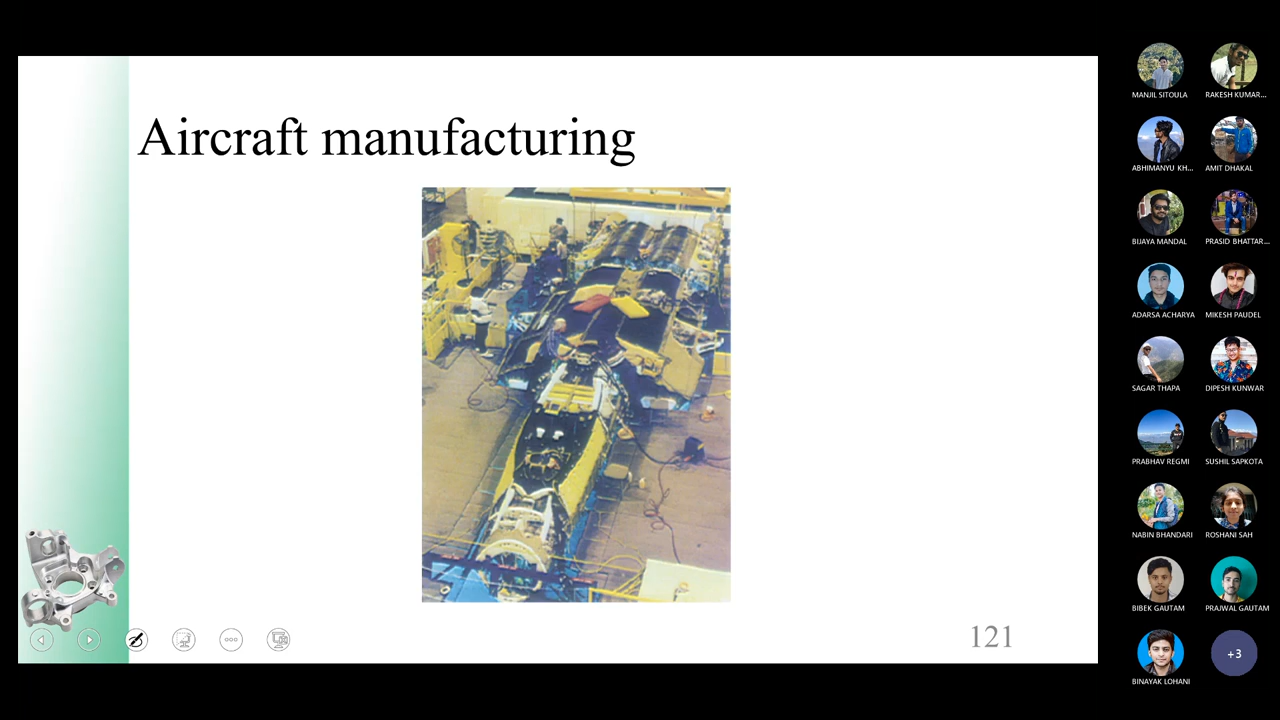 Aircraft manufacturing
121
MANJIL SITOULA
RAKESH KUMAR...
ABHIMANYU KH...
AMIT DHAKAL
BIJAYA MANDAL
PRASID BHATTAR...
ADARSA ACHARYA
MIKESH PAUDEL
SAGAR THAPA
DIPESH KUNWAR
PRABHAV REGMI
SUSHIL SAPKOTA
NABIN BHANDARI
ROSHANI SAH
BIBEK GAUTAM
PRAJWAL GAUTAM
BINAYAK LOHANI
+3